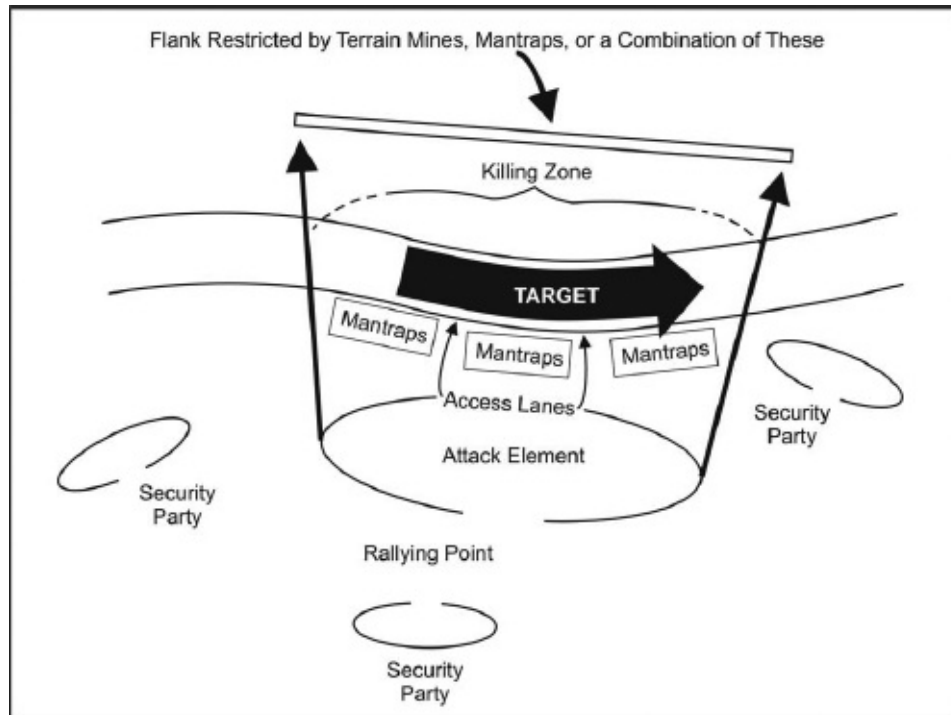 Flank Restricted by Terrain Mines, Mantraps, or a Combination of These
Killing Zone
TARGET
Mantraps
Mantraps
Mantraps
Access Lanes
Security
Party
Attack Element
Security
Party
Rallying Point
Security
Party